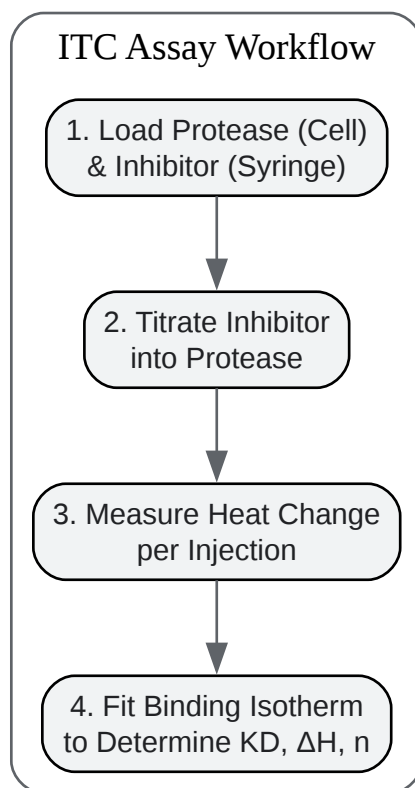 ITC Assay Workflow
1. Load Protease (Cell)
& Inhibitor (Syringe)
2. Titrate Inhibitor
into Protease
3. Measure Heat Change
per Injection
4. Fit Binding Isotherm
to Determine KD, ΔH, n